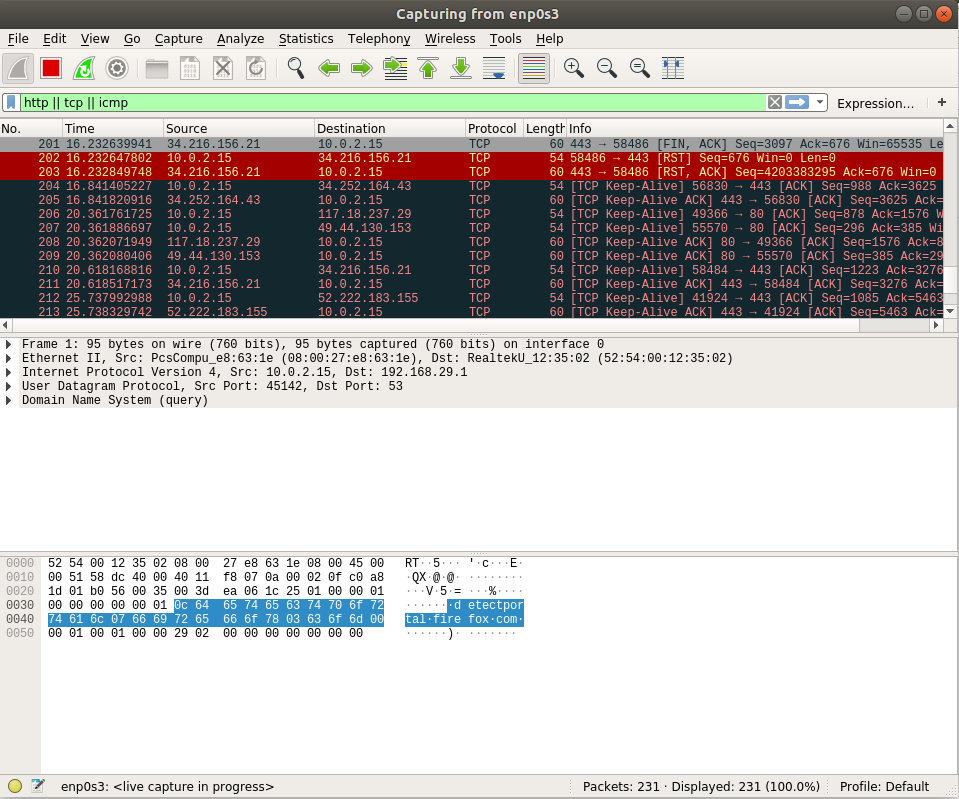 Capturing from enp0s3
File Edit View Go Capture Analyze Statistics Telephony Wireless Tools Help
http || tcp || icmp Expression… +
No. Time Source Destination Protocol Length Info
201 16.232639941 34.216.156.21 10.0.2.15 TCP 60 443 → 58486 [FIN, ACK] Seq=3097 Ack=676 Win=65535 Le
202 16.232647802 10.0.2.15 34.216.156.21 TCP 54 58486 → 443 [RST] Seq=676 Win=0 Len=0
203 16.232849748 34.216.156.21 10.0.2.15 TCP 60 443 → 58486 [RST, ACK] Seq=4203383295 Ack=676 Win=0
204 16.841405227 10.0.2.15 34.252.164.43 TCP 54 [TCP Keep-Alive] 56830 → 443 [ACK] Seq=988 Ack=3625
205 16.841820916 34.252.164.43 10.0.2.15 TCP 60 [TCP Keep-Alive ACK] 443 → 56830 [ACK] Seq=3625 Ack=
206 20.361761725 10.0.2.15 117.18.237.29 TCP 54 [TCP Keep-Alive] 49366 → 80 [ACK] Seq=878 Ack=1576 W
207 20.361886697 10.0.2.15 49.44.130.153 TCP 54 [TCP Keep-Alive] 55570 → 80 [ACK] Seq=296 Ack=385 Wi
208 20.362071949 117.18.237.29 10.0.2.15 TCP 60 [TCP Keep-Alive ACK] 80 → 49366 [ACK] Seq=1576 Ack=8
209 20.362080406 49.44.130.153 10.0.2.15 TCP 60 [TCP Keep-Alive ACK] 80 → 55570 [ACK] Seq=385 Ack=29
210 20.618168816 10.0.2.15 34.216.156.21 TCP 54 [TCP Keep-Alive] 58484 → 443 [ACK] Seq=1223 Ack=3276
211 20.618517173 34.216.156.21 10.0.2.15 TCP 60 [TCP Keep-Alive ACK] 443 → 58484 [ACK] Seq=3276 Ack=
212 25.737992988 10.0.2.15 52.222.183.155 TCP 54 [TCP Keep-Alive] 41924 → 443 [ACK] Seq=1085 Ack=5463
213 25.738329742 52.222.183.155 10.0.2.15 TCP 60 [TCP Keep-Alive ACK] 443 → 41924 [ACK] Seq=5463 Ack=
Frame 1: 95 bytes on wire (760 bits), 95 bytes captured (760 bits) on interface 0
Ethernet II, Src: PcsCompu_e8:63:1e (08:00:27:e8:63:1e), Dst: RealtekU_12:35:02 (52:54:00:12:35:02)
Internet Protocol Version 4, Src: 10.0.2.15, Dst: 192.168.29.1
User Datagram Protocol, Src Port: 45142, Dst Port: 53
Domain Name System (query)
0000 52 54 00 12 35 02 08 00 27 e8 63 1e 08 00 45 00 RT··5··· '·c···E·
0010 00 51 58 dc 40 00 40 11 f8 07 0a 00 02 0f c0 a8 ·QX·@·@· ········
0020 1d 01 b0 56 00 35 00 3d ea 06 1c 25 01 00 00 01 ···V·5·= ···%····
0030 00 00 00 00 00 01 0c 64 65 74 65 63 74 70 6f 72 ·······d etectpor
0040 74 61 6c 07 66 69 72 65 66 6f 78 03 63 6f 6d 00 tal·fire fox·com·
0050 00 01 00 01 00 00 29 02 00 00 00 00 00 00 00 ······)· ·······
enp0s3: <live capture in progress> Packets: 231 · Displayed: 231 (100.0%) Profile: Default